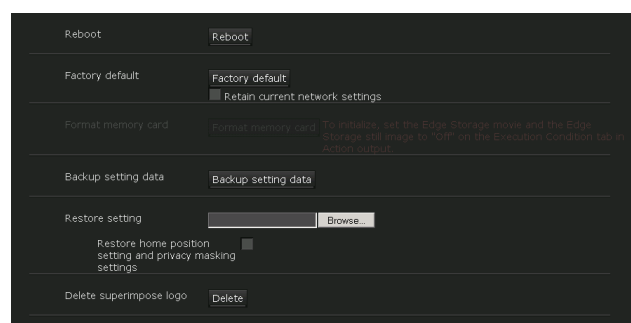 Reboot Reboot
Factory default Factory default
Retain current network settings
Format memory card Format memory card To initialize, set the Edge Storage movie and the Edge
Storage still image to "Off" on the Execution Condition tab in
Action output.
Backup setting data Backup setting data
Restore setting Browse...
Restore home position
setting and privacy masking
settings
Delete superimpose logo Delete